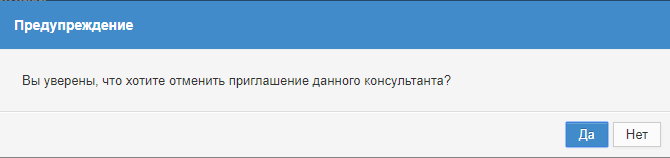 Предупреждение
Вы уверены, что хотите отменить приглашение данного консультанта?
Да Нет